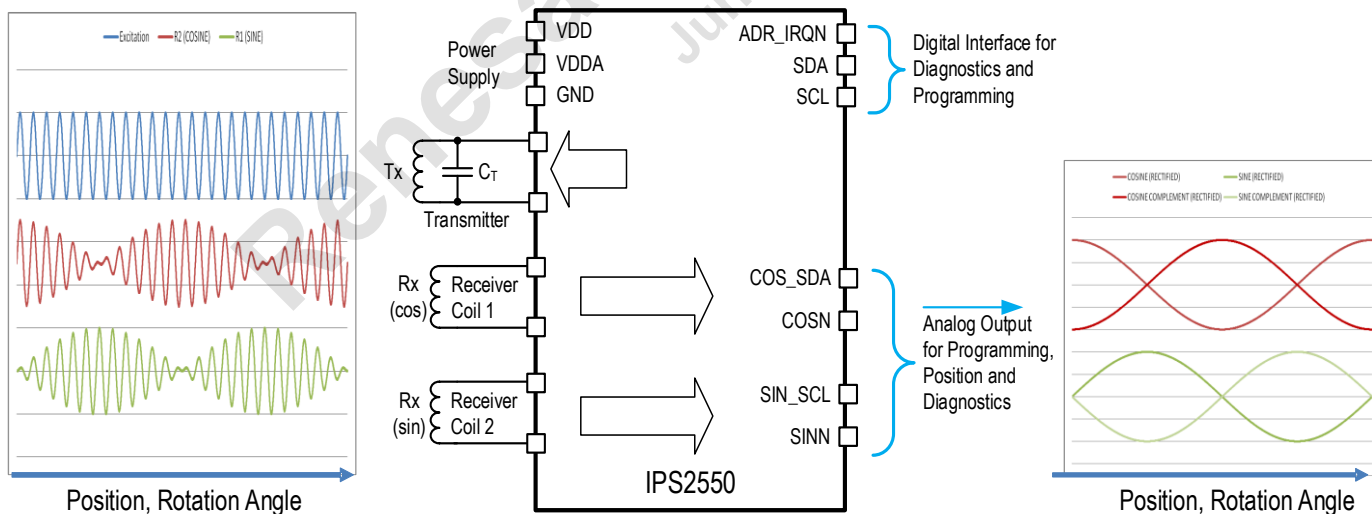 Excitation R2 (COSINE) R1 (SINE)
Position, Rotation Angle
Power
Supply
VDD
VDDA
GND
Tx
CT
Transmitter
Rx
(cos)
Receiver
Coil 1
Rx
(sin)
Receiver
Coil 2
IPS2550
ADR_IRQN
SDA
SCL
Digital Interface for
Diagnostics and
Programming
COS_SDA
COSN
SIN_SCL
SINN
Analog Output
for Programming,
Position and
Diagnostics
COSINE (RECTIFIED) SINE (RECTIFIED)
COSINE COMPLEMENT (RECTIFIED) SINE COMPLEMENT (RECTIFIED)
Position, Rotation Angle